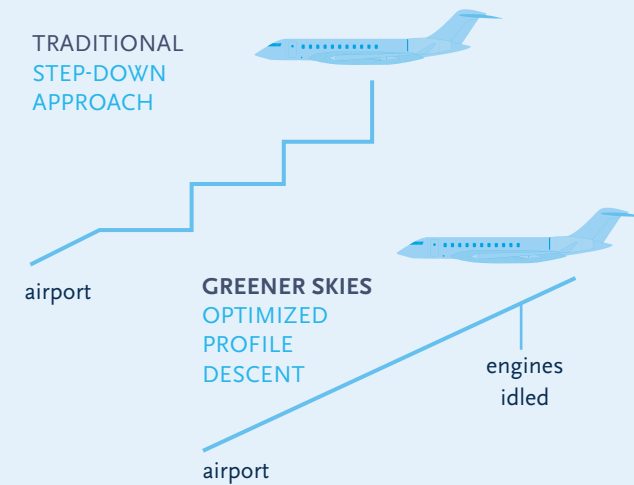 TRADITIONAL
STEP-DOWN
APPROACH
airport
GREENER SKIES
OPTIMIZED
PROFILE
DESCENT
engines
idled
airport